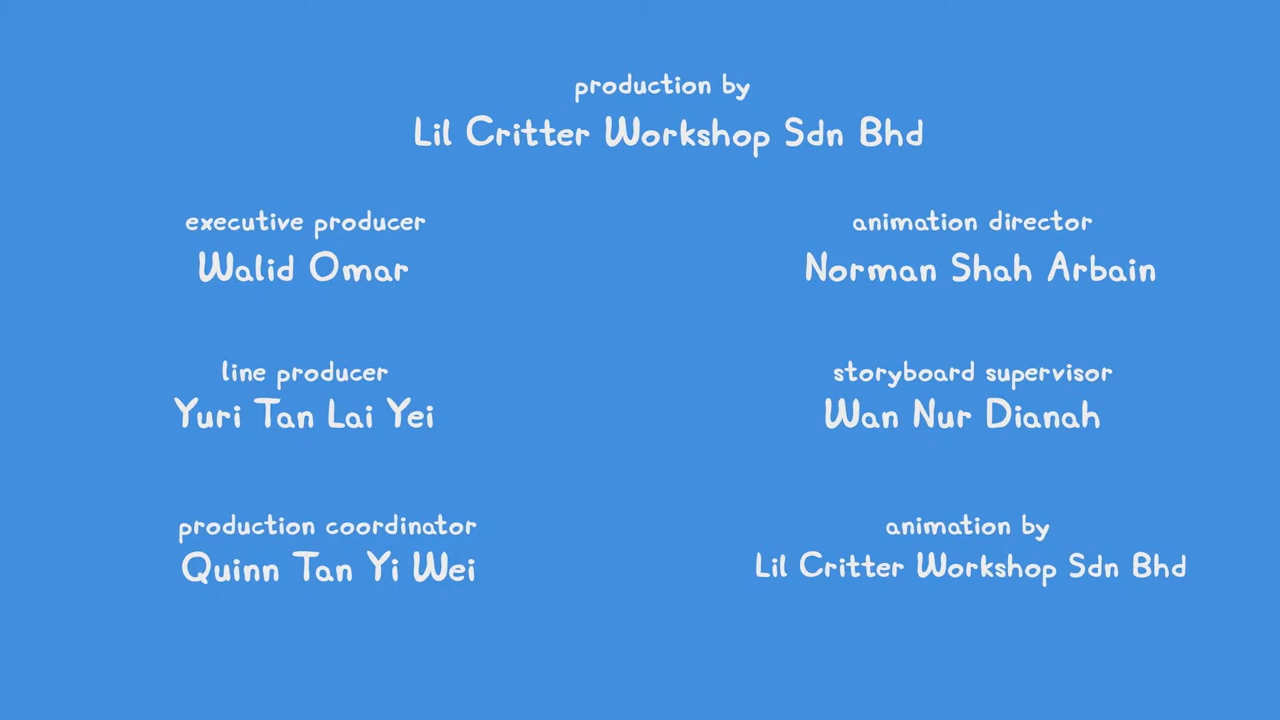 production by
Lil Critter Workshop Sdn Bhd
executive producer
Walid Omar
animation director
Norman Shah Arbain
line producer
Yuri Tan Lai Yei
storyboard supervisor
Wan Nur Dianah
production coordinator
Quinn Tan Yi Wei
animation by
Lil Critter Workshop Sdn Bhd